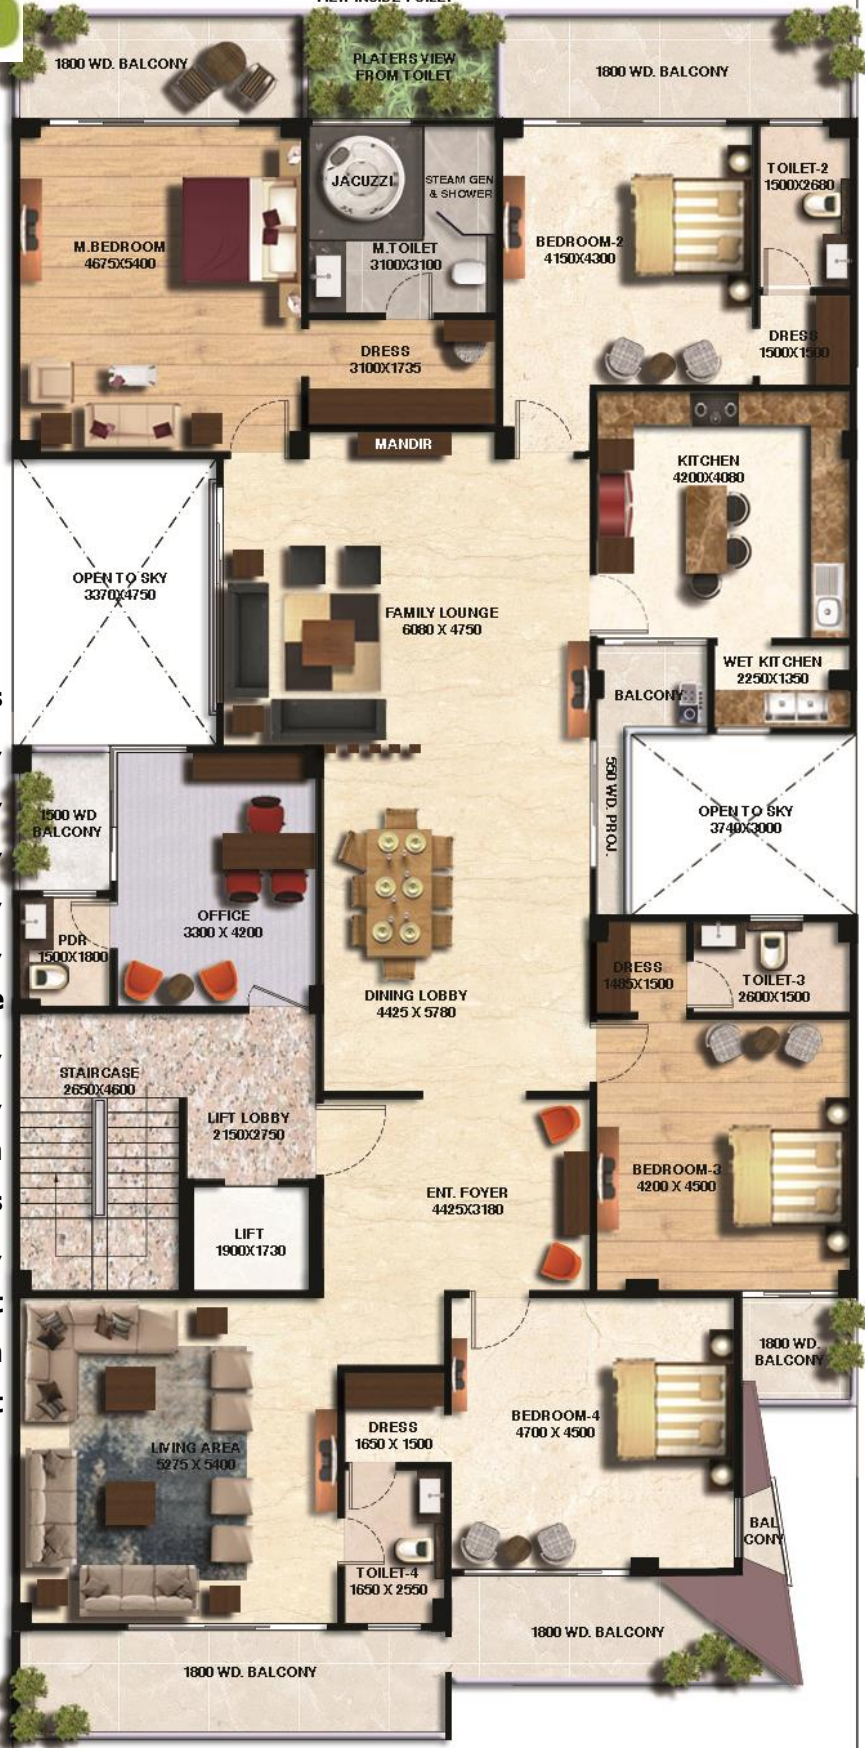 1800 WD. BALCONY
PLATERS VIEW
FROM TOILET
1800 WD. BALCONY
JACUZZI
STEAM GEN
& SHOWER
TOILET-2
1500X2680
M.BEDROOM
4675X5400
M.TOILET
3100X3100
BEDROOM-2
4150X4300
DRESS
3100X1735
DRESS
1500X1500
MANDIR
KITCHEN
4200X4080
OPEN TO SKY
3370X4750
FAMILY LOUNGE
6080 X 4750
WET KITCHEN
2250X1350
BALCONY
550 WD. PROJ.
OPEN TO SKY
3740X3000
1500 WD
BALCONY
OFFICE
3300 X 4200
PDR
1500X1800
DINING LOBBY
4425 X 5780
DRESS
1485X1500
TOILET-3
2600X1500
STAIRCASE
2650X4600
LIFT LOBBY
2150X2750
BEDROOM-3
4200 X 4500
ENT. FOYER
4425X3180
LIFT
1900X1730
1800 WD.
BALCONY
LIVING AREA
5275 X 5400
DRESS
1650 X 1500
BEDROOM-4
4700 X 4500
BAL
CONY
TOILET-4
1650 X 2550
1800 WD. BALCONY
1800 WD. BALCONY